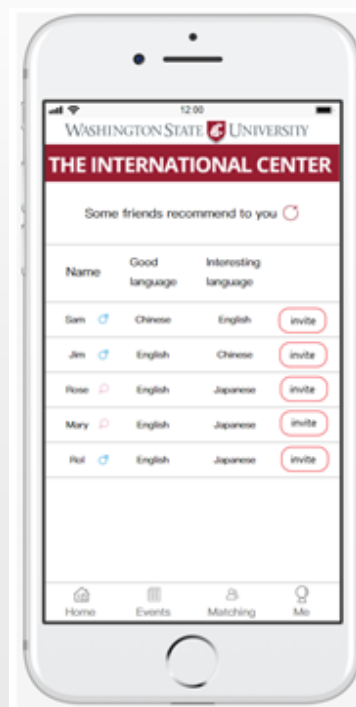 12:00
WASHINGTON STATE UNIVERSITY
THE INTERNATIONAL CENTER
Some friends recommend to you
Name Good language Interesting language
Sam Chinese English invite
Jim English Chinese invite
Rose English Japanese invite
Mary English Japanese invite
Rol English Japanese invite
Home Events Matching Me